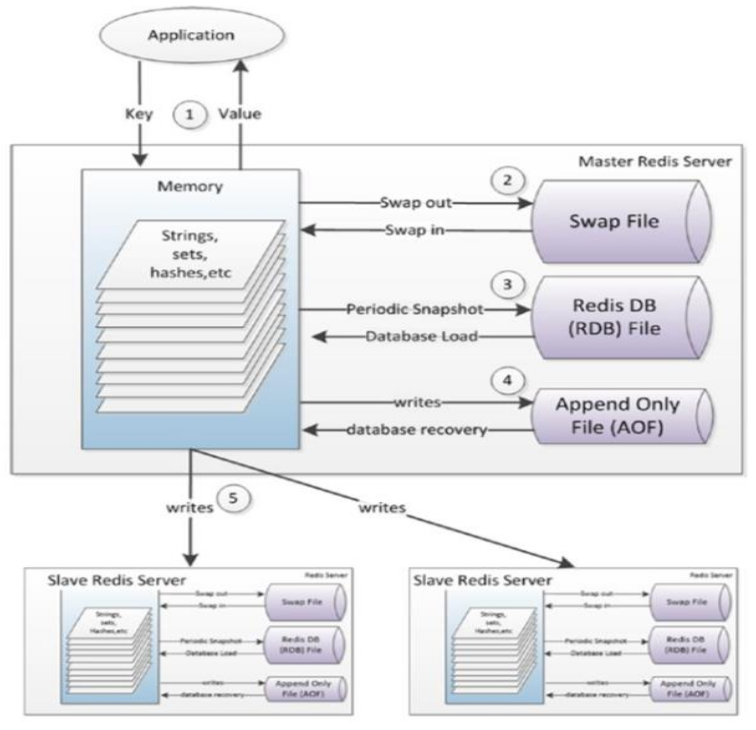 Application
Key
1
Value
Master Redis Server
Memory
Strings,
sets,
hashes,etc
2
Swap out
Swap in
Swap File
3
Periodic Snapshot
Database Load
Redis DB
(RDB) File
4
writes
database recovery
Append Only
File (AOF)
writes
5
writes
Slave Redis Server
Redis Server
Strings,
sets,
Hashes,etc
Swap out
Swap in
Swap File
Periodic Snapshot
Database Load
Redis DB
(RDB) File
writes
database recovery
Append Only
File (AOF)
Slave Redis Server
Redis Server
Strings,
sets,
Hashes,etc
Swap out
Swap in
Swap File
Periodic Snapshot
Database Load
Redis DB
(RDB) File
writes
database recovery
Append Only
File (AOF)